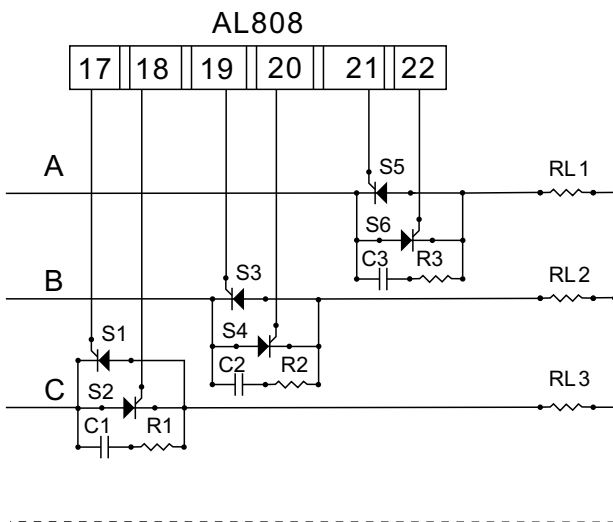 AL808
17 18 19 20 21 22
A
S5
RL1
S6
C3 R3
B
S3
RL2
S4
C2 R2
S1
C
S2
RL3
C1 R1